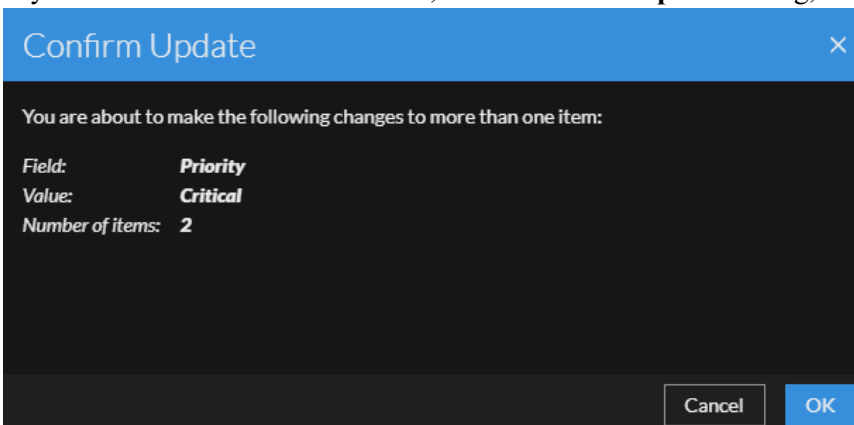 Confirm Update
You are about to make the following changes to more than one item:
Field: Priority
Value: Critical
Number of items: 2
Cancel OK